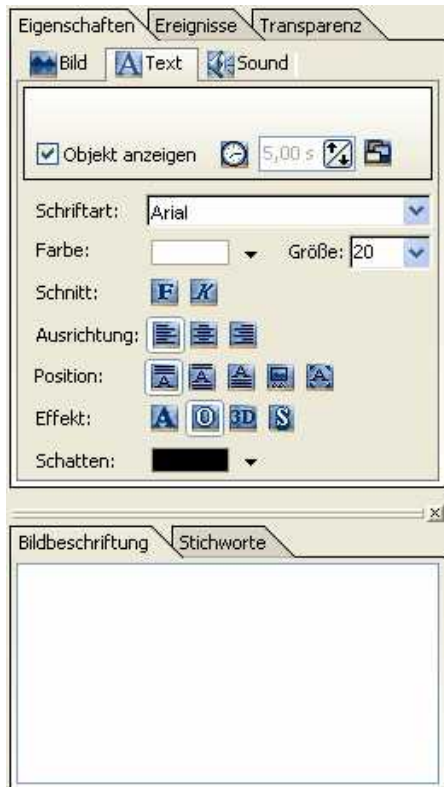 Eigenschaften Ereignisse Transparenz
Bild Text Sound
Objekt anzeigen 5,00 s
Schriftart: Arial
Farbe: Größe: 20
Schnitt: F K
Ausrichtung:
Position:
Effekt: A O 3D S
Schatten:
Bildbeschriftung Stichworte